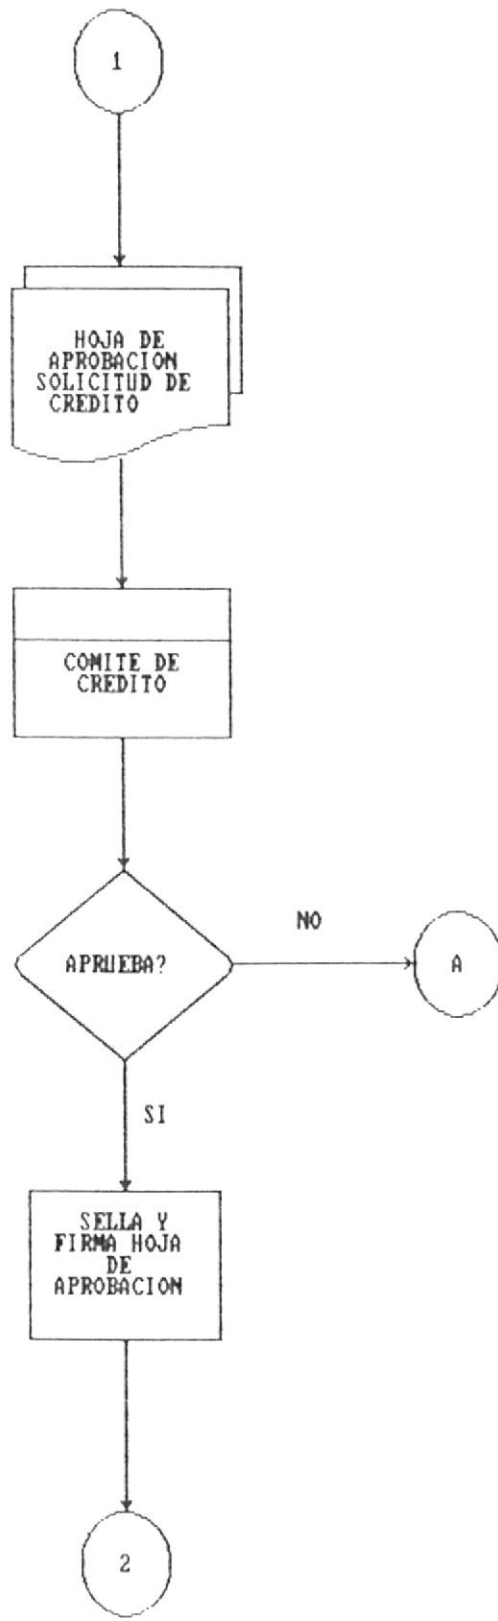 1
HOJA DE
APROBACION
SOLICITUD DE
CREDITO
COMITE DE
CREDITO
APRUEBA?
NO
A
SI
SELLA Y
FIRMA HOJA
DE
APROBACION
2